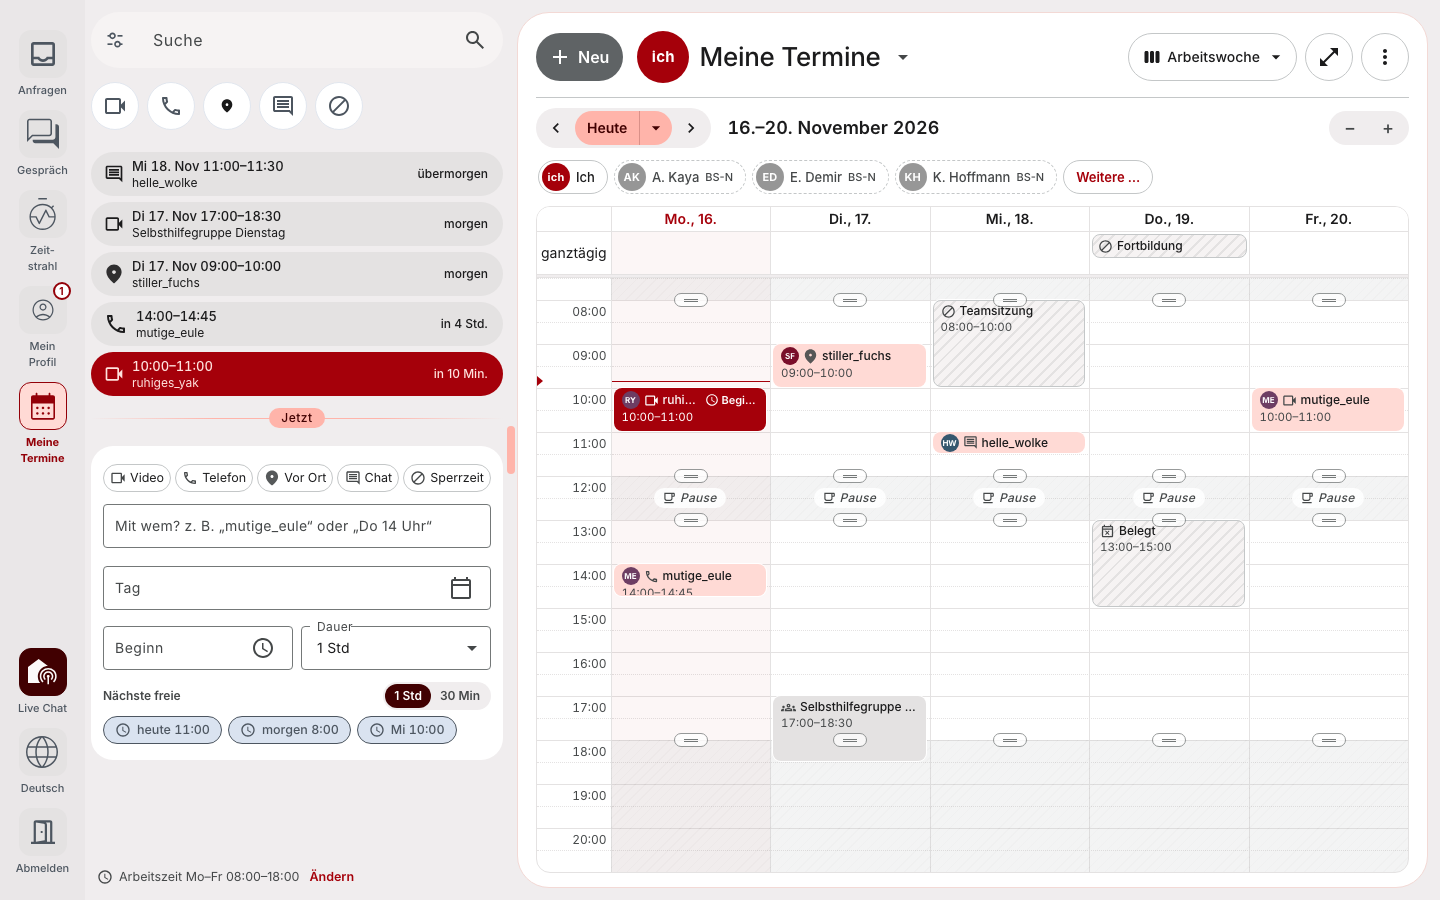 Anfragen
Gespräch
Zeit-
strahl
1
Mein
Profil
Meine
Termine
Live Chat
Deutsch
Abmelden
Suche
Mi 18. Nov 11:00–11:30
helle_wolke
übermorgen
Di 17. Nov 17:00–18:30
Selbsthilfegruppe Dienstag
morgen
Di 17. Nov 09:00–10:00
stiller_fuchs
morgen
14:00–14:45
mutige_eule
in 4 Std.
10:00–11:00
ruhiges_yak
in 10 Min.
Jetzt
Video
Telefon
Vor Ort
Chat
Sperrzeit
Mit wem? z. B. „mutige_eule“ oder „Do 14 Uhr“
Tag
Beginn
Dauer
1 Std
Nächste freie
1 Std
30 Min
heute 11:00
morgen 8:00
Mi 10:00
Arbeitszeit Mo–Fr 08:00–18:00 Ändern
Neu
ich
Meine Termine
Arbeitswoche
Heute
16.–20. November 2026
ich Ich
AK A. Kaya BS-N
ED E. Demir BS-N
KH K. Hoffmann BS-N
Weitere ...
Mo., 16.
Di., 17.
Mi., 18.
Do., 19.
Fr., 20.
ganztägig
Fortbildung
08:00
Teamsitzung
08:00–10:00
09:00
SF stiller_fuchs
09:00–10:00
10:00
RY ruhi... Begi...
10:00–11:00
ME mutige_eule
10:00–11:00
11:00
HW helle_wolke
12:00
Pause
Pause
Pause
Pause
Pause
13:00
Belegt
13:00–15:00
14:00
ME mutige_eule
14:00–14:45
15:00
16:00
17:00
Selbsthilfegruppe ...
17:00–18:30
18:00
19:00
20:00